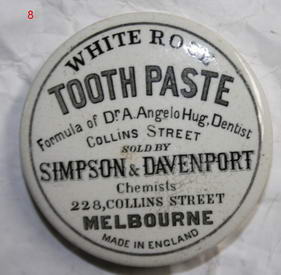 8
WHITE ROSE
TOOTH PASTE
Formula of Dr. A. Angelo Hug, Dentist
COLLINS STREET
SOLD BY
SIMPSON & DAVENPORT
Chemists
228, COLLINS STREET
MELBOURNE
MADE IN ENGLAND